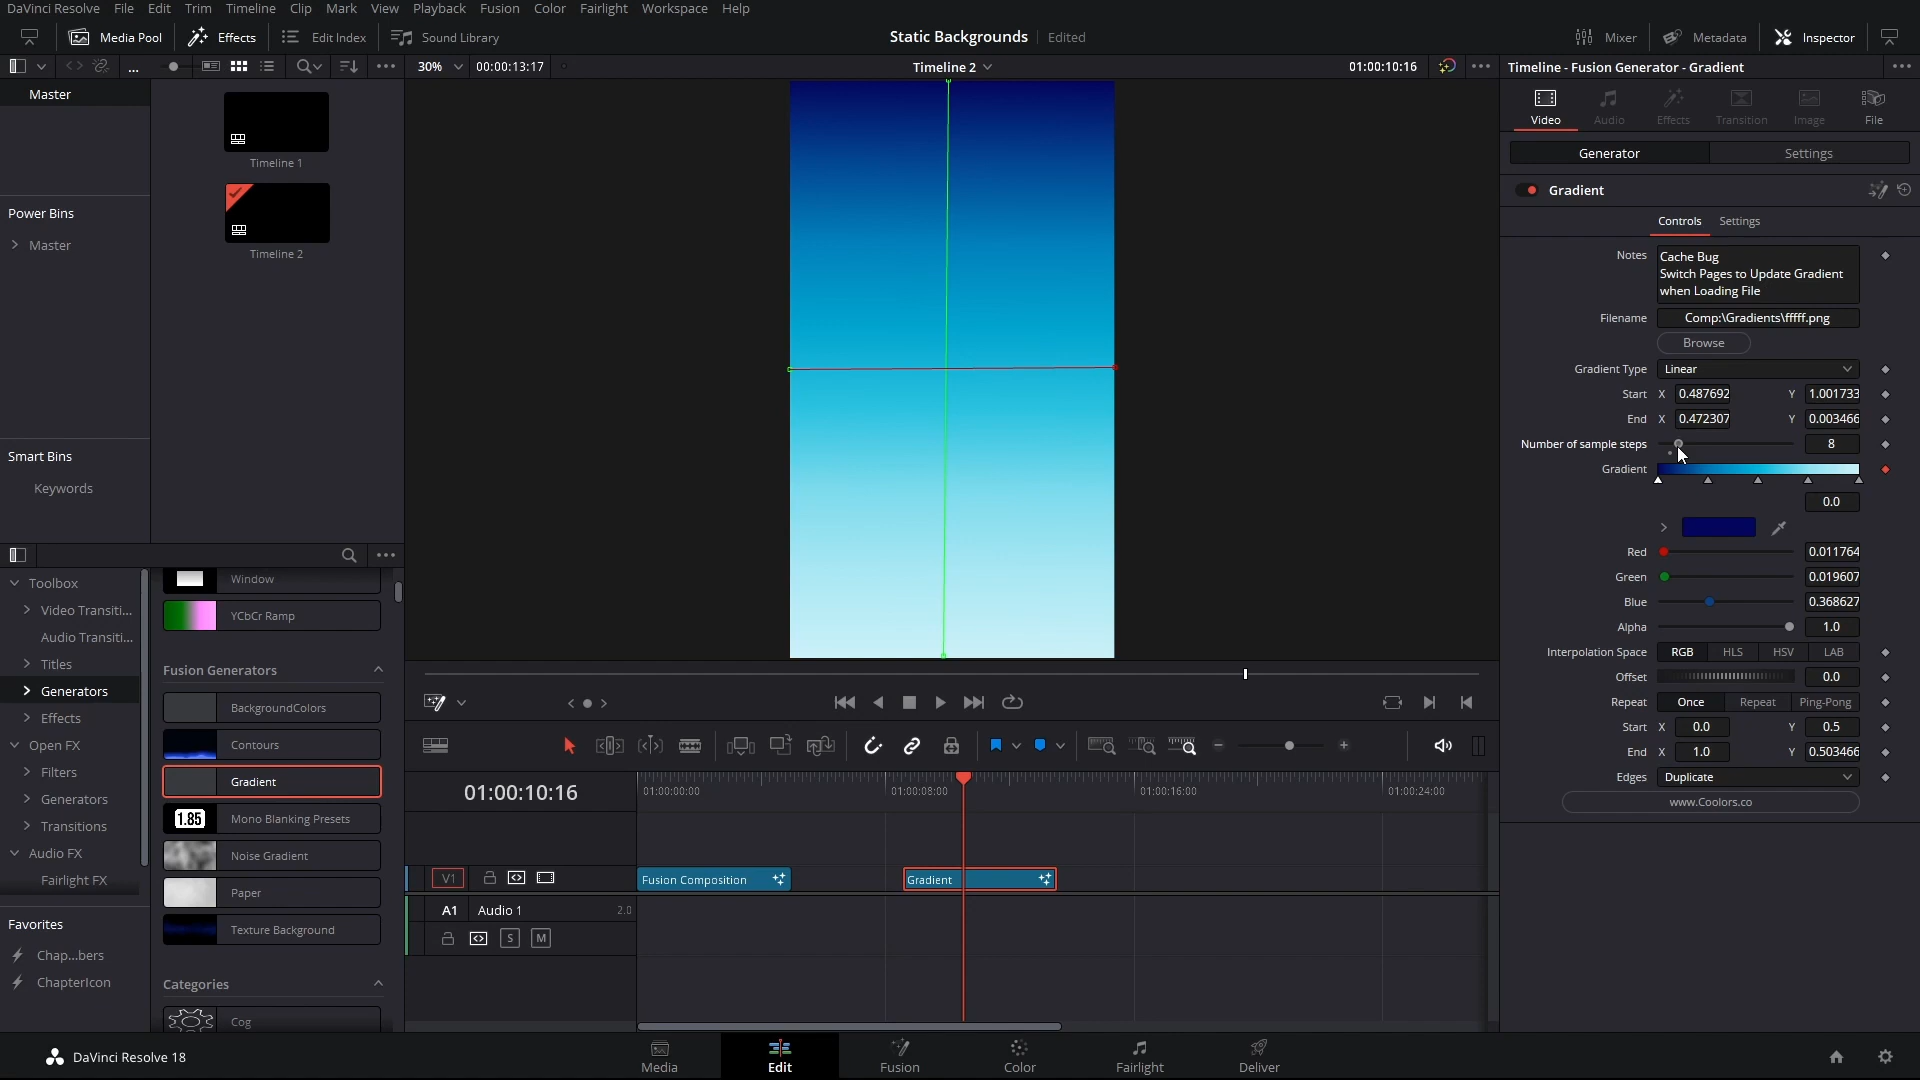 DaVinci Resolve File Edit Trim Timeline Clip Mark View Playback Fusion Color Fairlight Workspace Help
Media Pool Effects Edit Index Sound Library Static Backgrounds Edited Mixer Metadata Inspector
... 30% 00:00:13:17 Timeline 2 01:00:10:16 Timeline - Fusion Generator - Gradient
Master
Timeline 1
Power Bins
Master
Timeline 2
Smart Bins
Keywords
Video Audio Effects Transition Image File
Generator Settings
Gradient
Controls Settings
Notes Cache Bug
Switch Pages to Update Gradient
when Loading File
Filename Comp:\Gradients\fffff.png
Browse
Gradient Type Linear
Start X 0.487692 Y 1.001733
End X 0.472307 Y 0.003466
Number of sample steps 8
Gradient
0.0
Red 0.011764
Green 0.019607
Blue 0.368627
Alpha 1.0
Interpolation Space RGB HLS HSV LAB
Offset 0.0
Repeat Once Repeat Ping-Pong
Start X 0.0 Y 0.5
End X 1.0 Y 0.503466
Edges Duplicate
www.Coolors.co
Toolbox
Video Transiti...
Audio Transiti...
Titles
Generators
Effects
Open FX
Filters
Generators
Transitions
Audio FX
Fairlight FX
Favorites
Chap...bers
ChapterIcon
Window
YCbCr Ramp
Fusion Generators
BackgroundColors
Contours
Gradient
1.85 Mono Blanking Presets
Noise Gradient
Paper
Texture Background
Categories
Cog
01:00:10:16 01:00:00:00 01:00:08:00 01:00:16:00 01:00:24:00
V1 Fusion Composition Gradient
A1 Audio 1 2.0
S M
DaVinci Resolve 18 Media Edit Fusion Color Fairlight Deliver